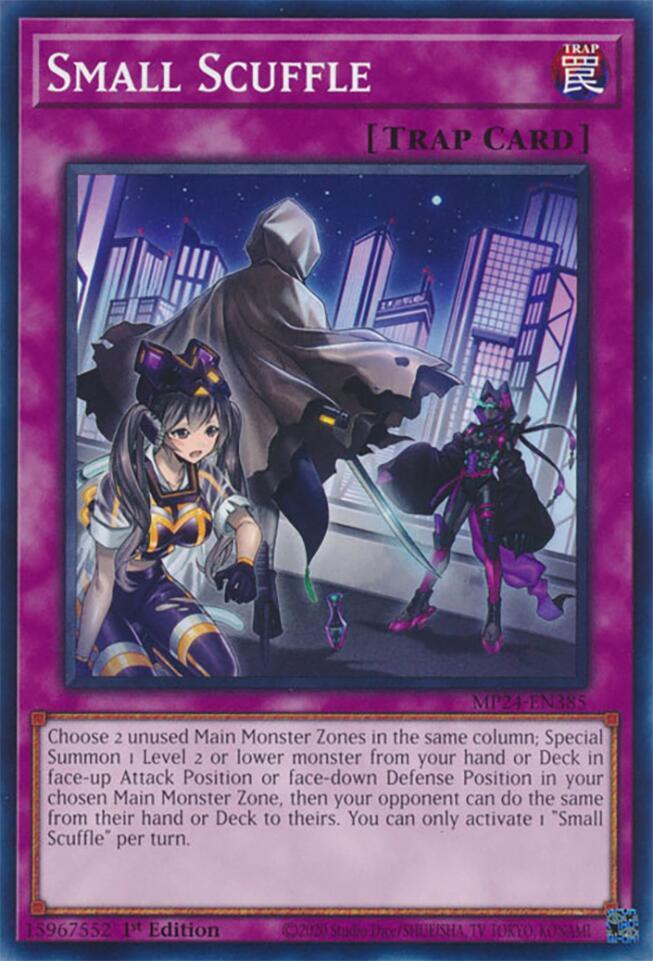 Small Scuffle
TRAP
罠
[Trap Card]
MP24-EN385
Choose 2 unused Main Monster Zones in the same column; Special
Summon 1 Level 2 or lower monster from your hand or Deck in
face-up Attack Position or face-down Defense Position in your
chosen Main Monster Zone, then your opponent can do the same
from their hand or Deck to theirs. You can only activate 1 "Small
Scuffle" per turn.
15967552 1st Edition ©2020 Studio Dice/SHUEISHA, TV TOKYO, KONAMI